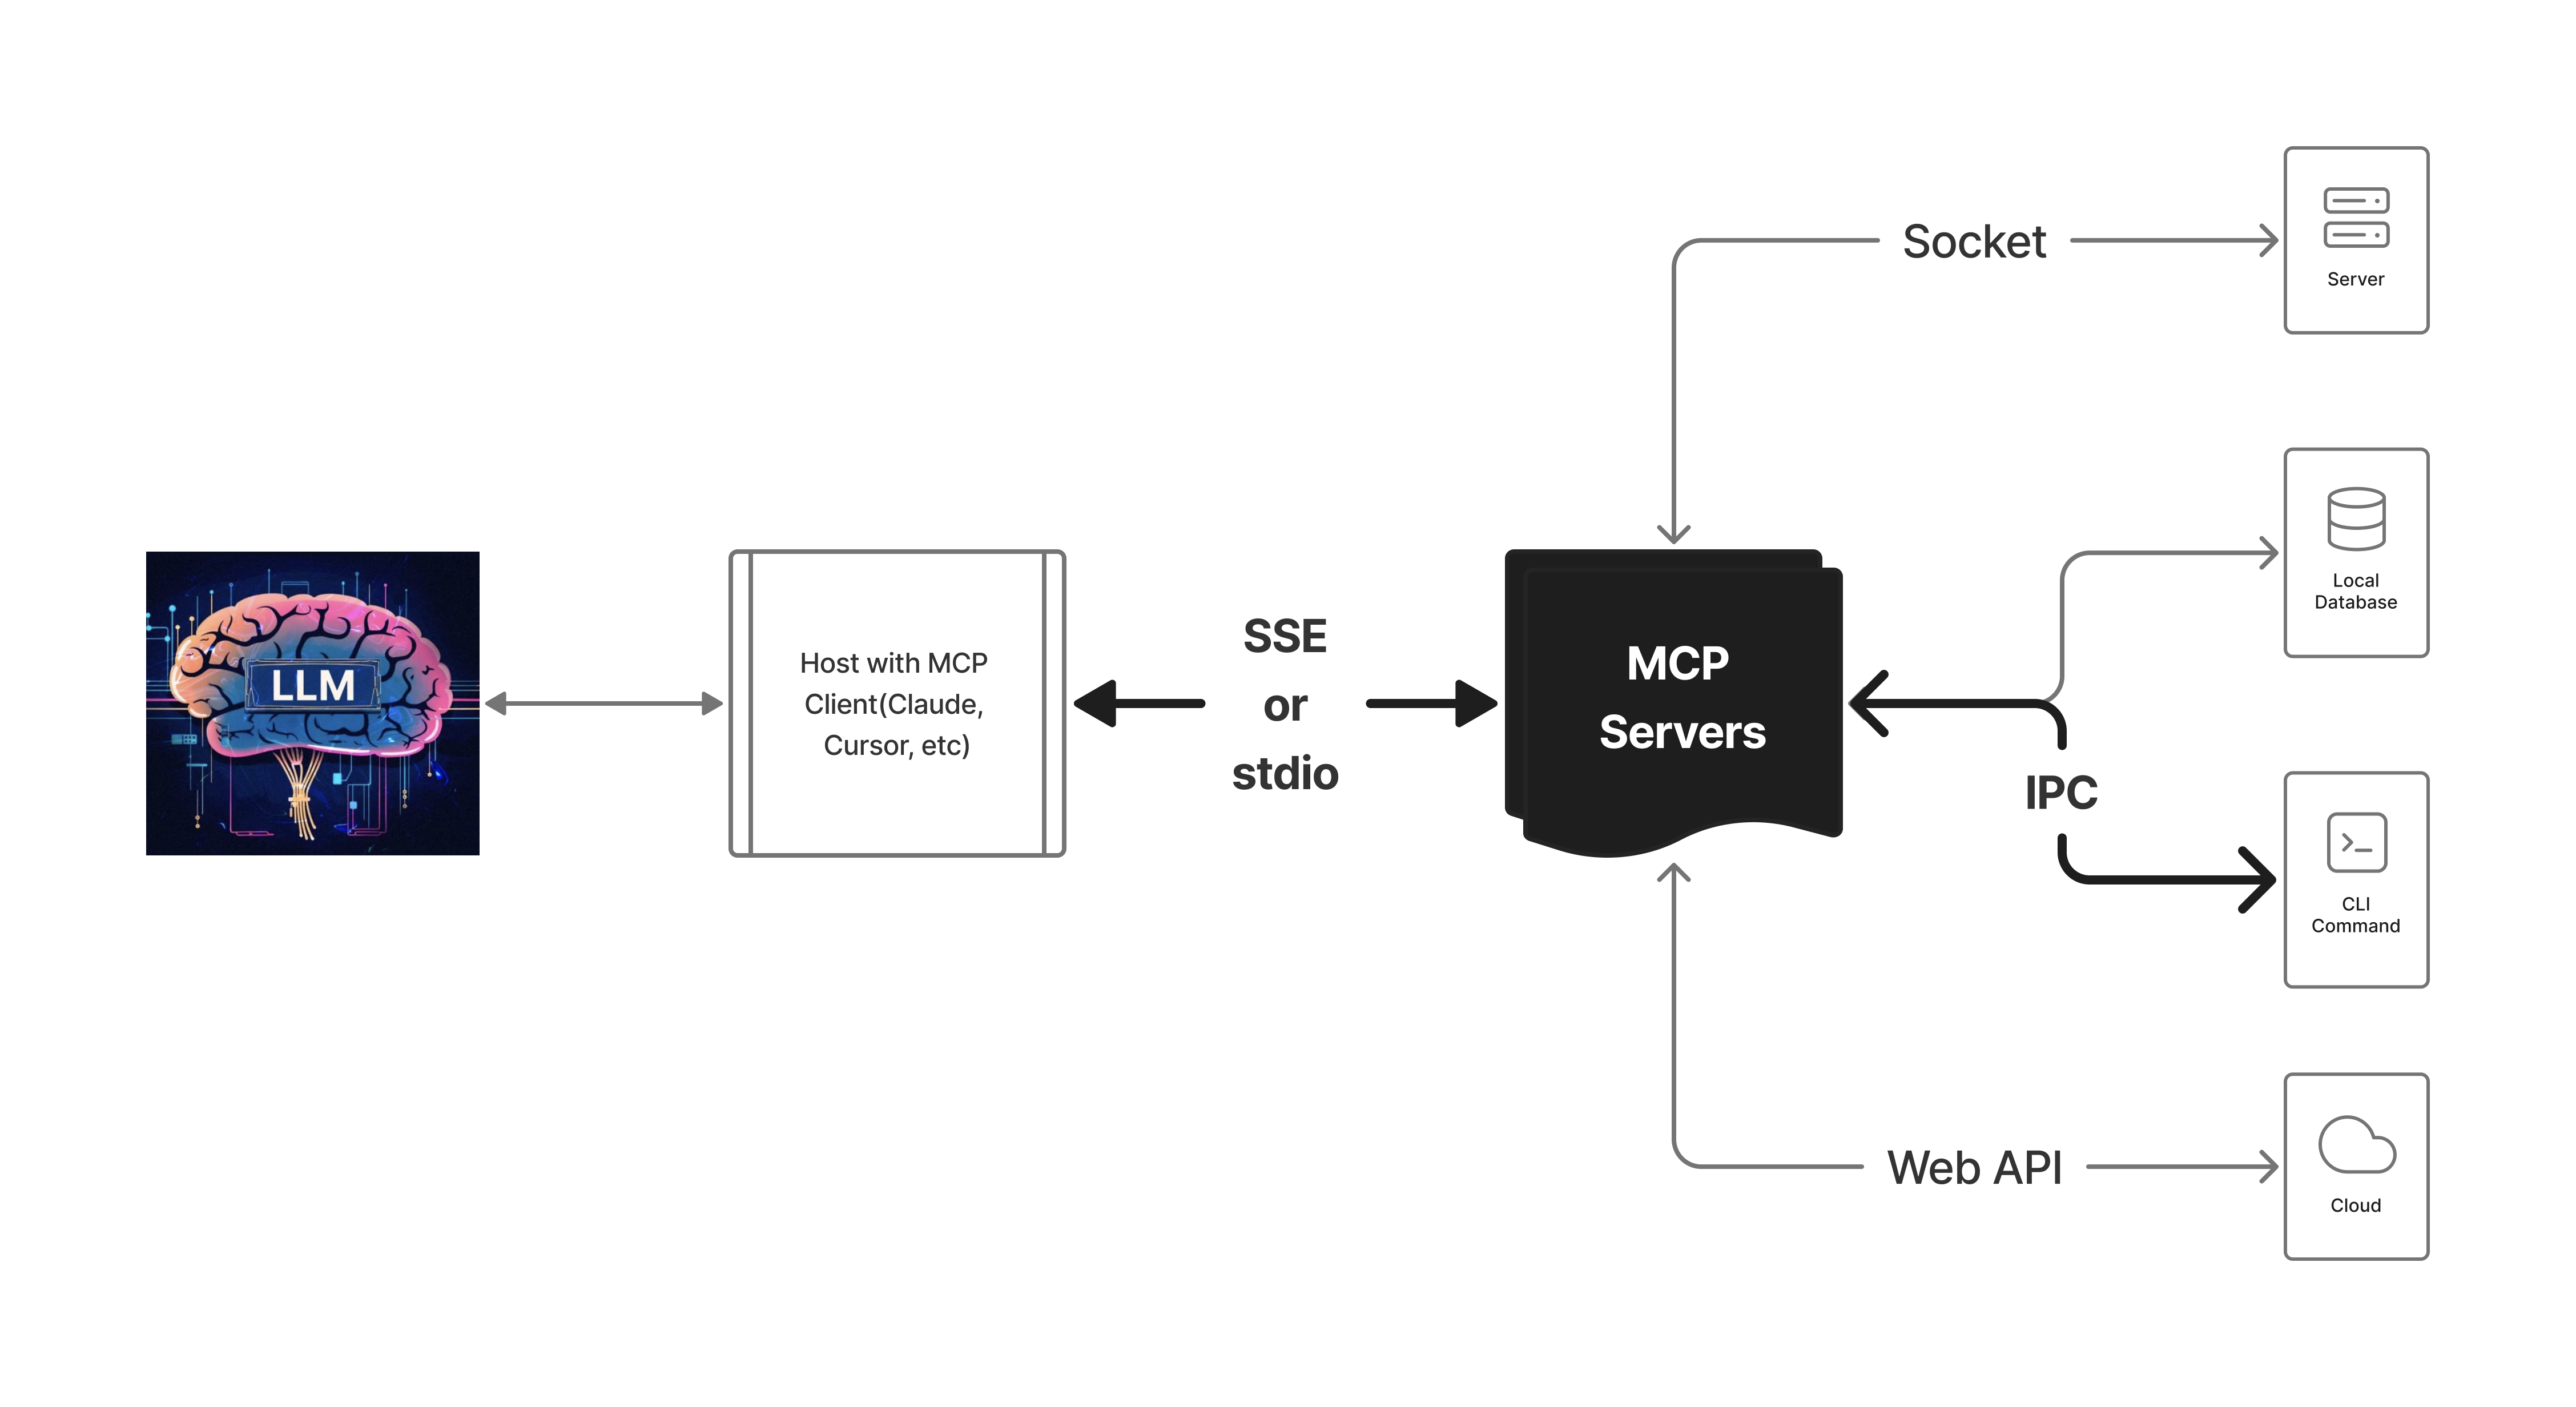 LLM
Host with MCP
Client(Claude,
Cursor, etc)
SSE
or
stdio
MCP
Servers
Socket
IPC
Web API
Server
Local
Database
CLI
Command
Cloud